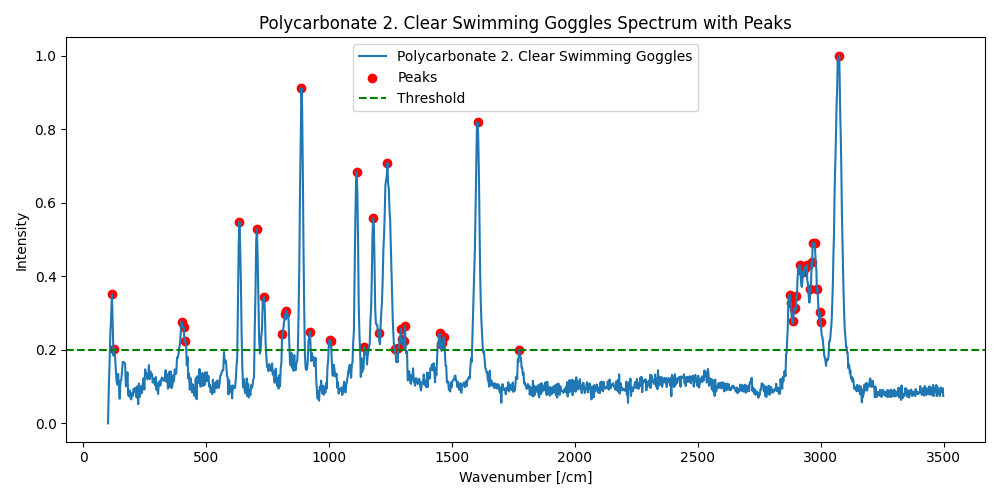 Polycarbonate 2. Clear Swimming Goggles Spectrum with Peaks
Polycarbonate 2. Clear Swimming Goggles
Peaks
Threshold
Intensity
1.0
0.8
0.6
0.4
0.2
0.0
0 500 1000 1500 2000 2500 3000 3500
Wavenumber [/cm]